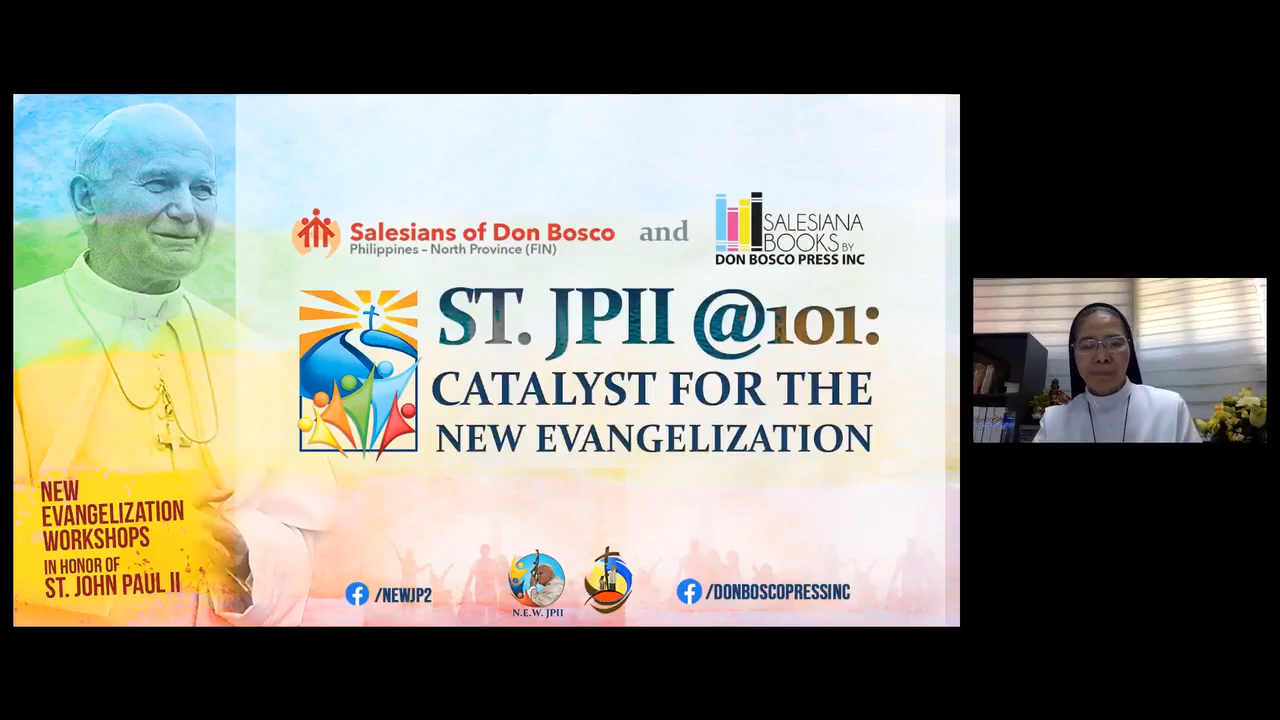 Salesians of Don Bosco
Philippines – North Province (FIN)
and
SALESIANA
BOOKS BY
DON BOSCO PRESS INC
ST. JPII @101:
CATALYST FOR THE
NEW EVANGELIZATION
NEW
EVANGELIZATION
WORKSHOPS
IN HONOR OF
ST. JOHN PAUL II
/NEWJP2
N.E.W. JPII
/DONBOSCOPRESSINC